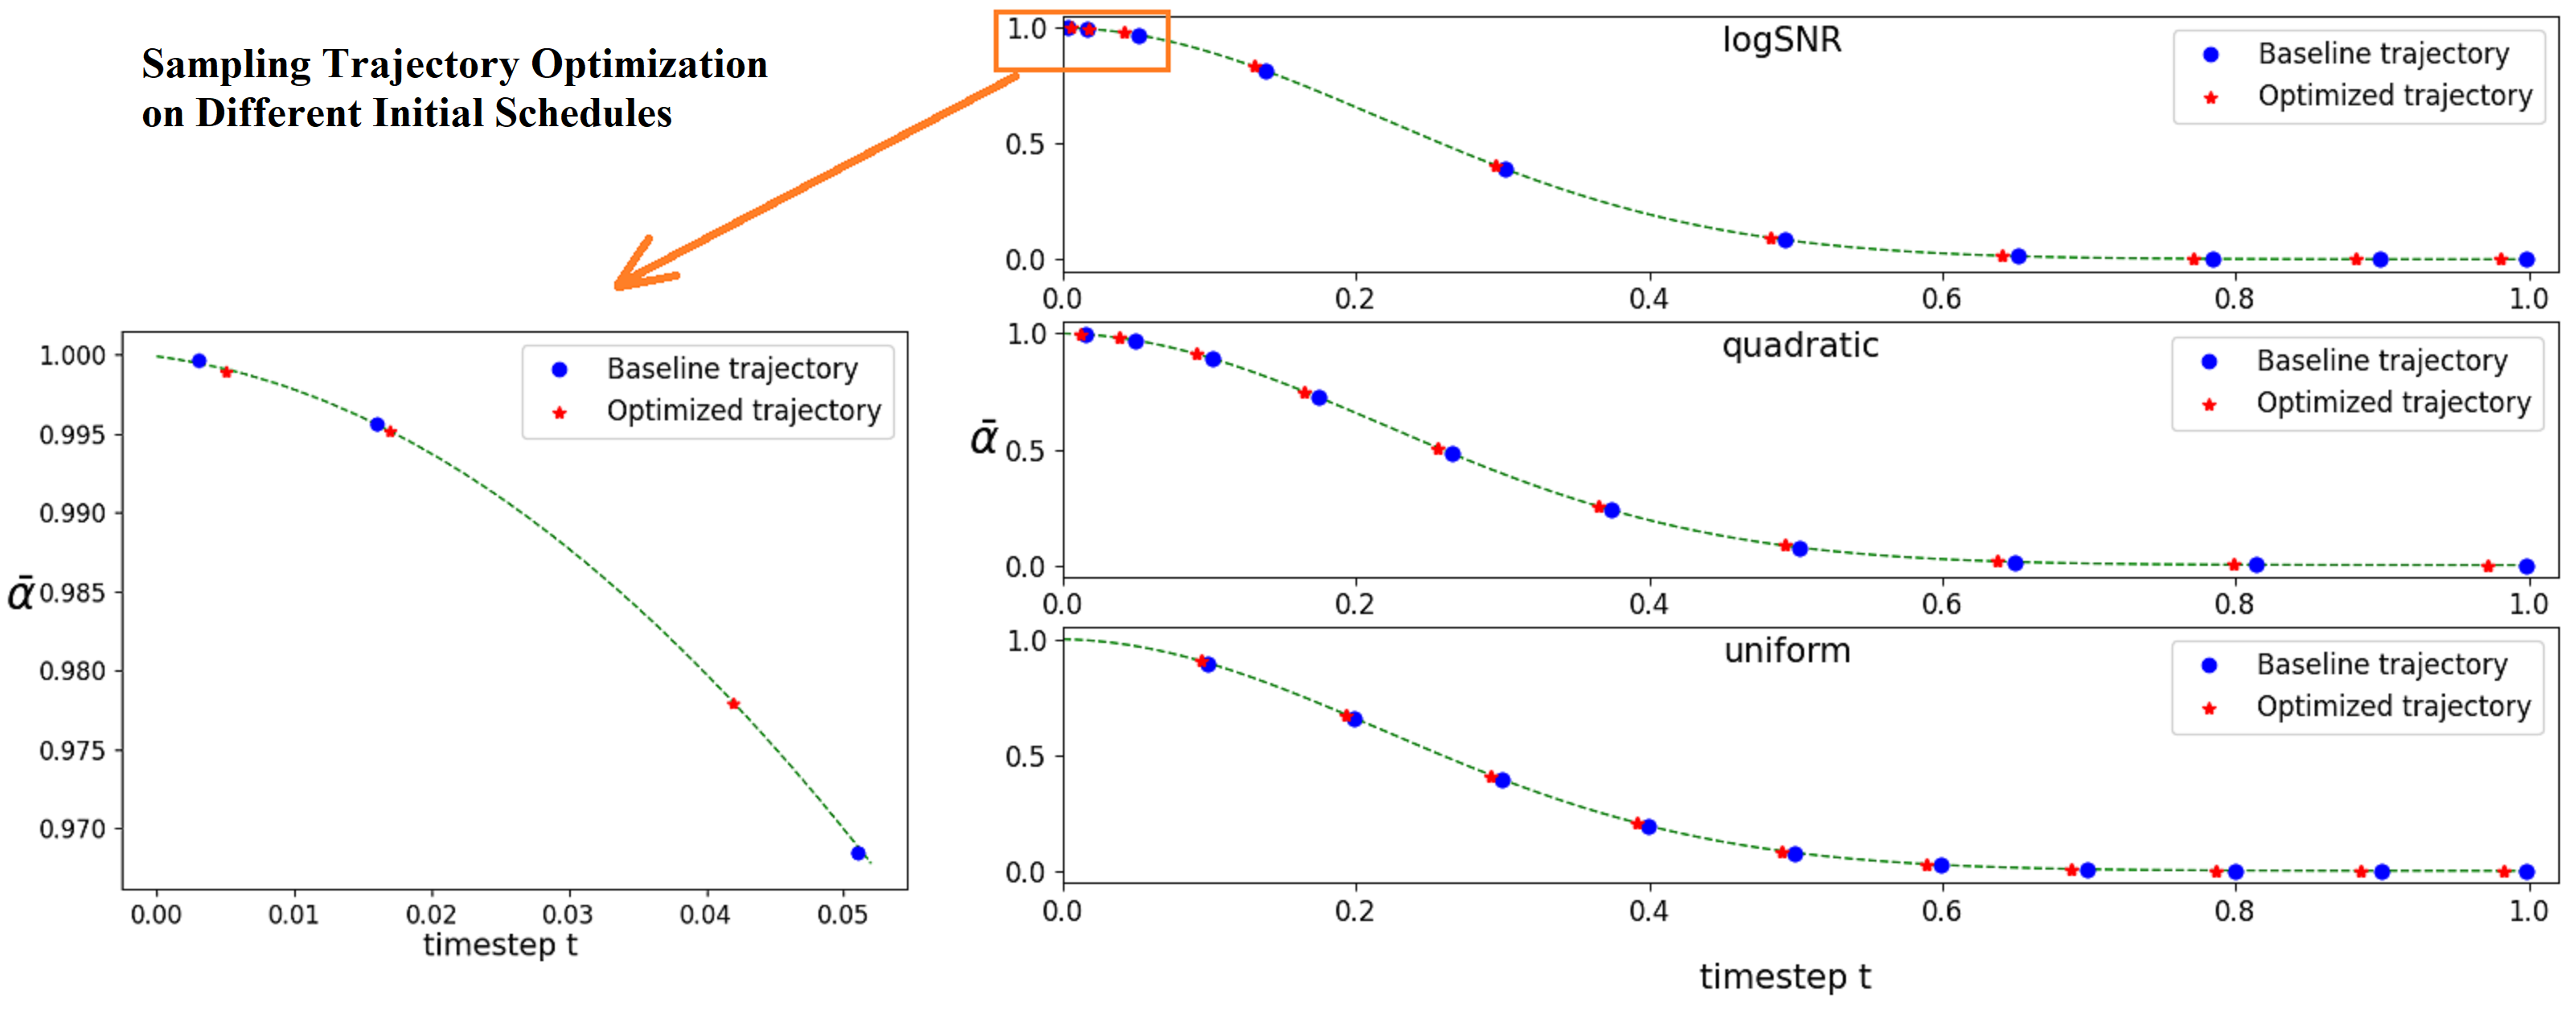 Sampling Trajectory Optimization
on Different Initial Schedules
1.000
0.995
0.990
0.985
0.980
0.975
0.970
ᾱ
0.00 0.01 0.02 0.03 0.04 0.05
timestep t
Baseline trajectory
Optimized trajectory
logSNR
Baseline trajectory
Optimized trajectory
1.0
0.5
0.0
0.0 0.2 0.4 0.6 0.8 1.0
quadratic
Baseline trajectory
Optimized trajectory
ᾱ
1.0
0.5
0.0
0.0 0.2 0.4 0.6 0.8 1.0
uniform
Baseline trajectory
Optimized trajectory
1.0
0.5
0.0
0.0 0.2 0.4 0.6 0.8 1.0
timestep t